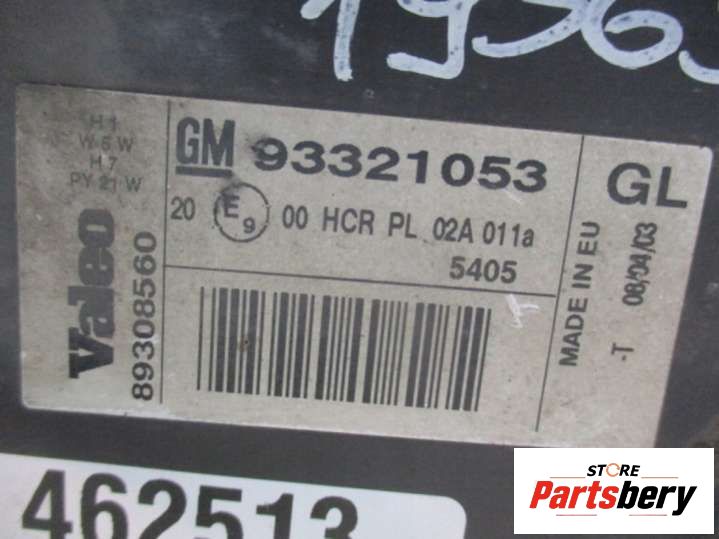 H 1
W 5 W
H 7
PY 21 W
Valeo
89308560
GM 93321053
20 E9 00 HCR PL 02A 011a
5405
GL
MADE IN EU
-T 08/04/03
462513
STORE
Partsbery